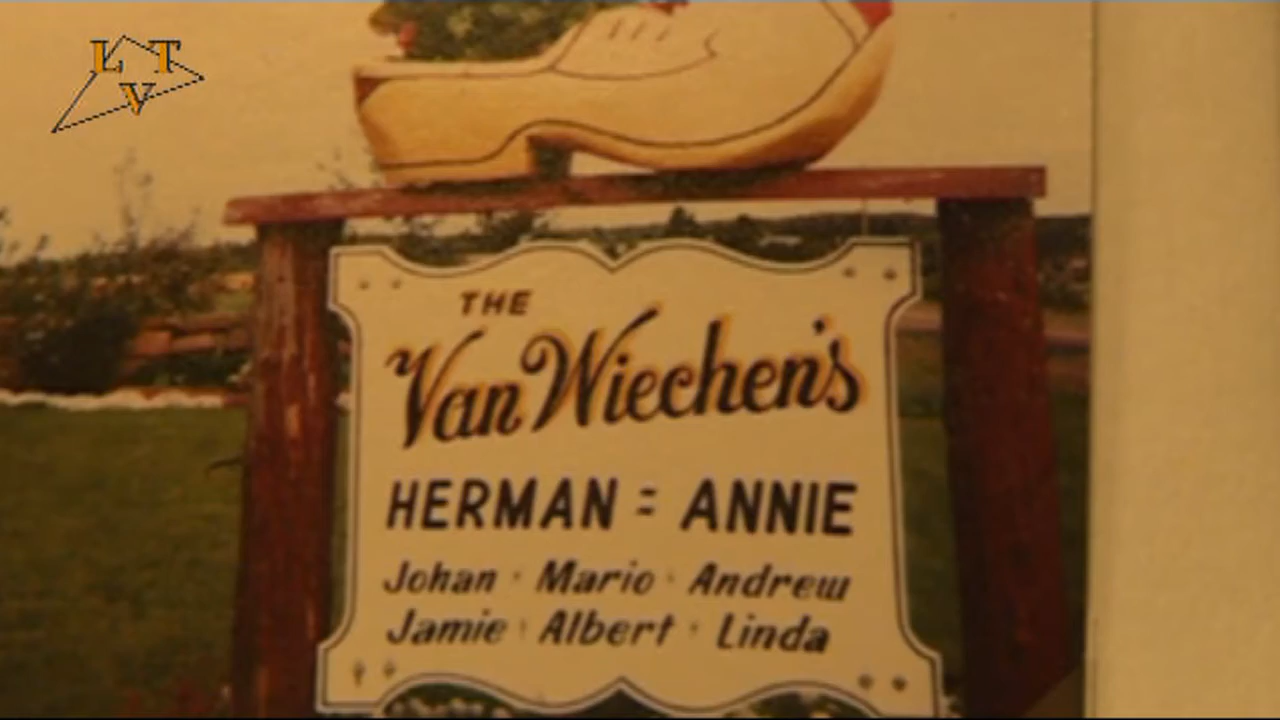 L T
V
THE
Van Wiechen's
HERMAN = ANNIE
Johan · Mario · Andrew
Jamie · Albert · Linda